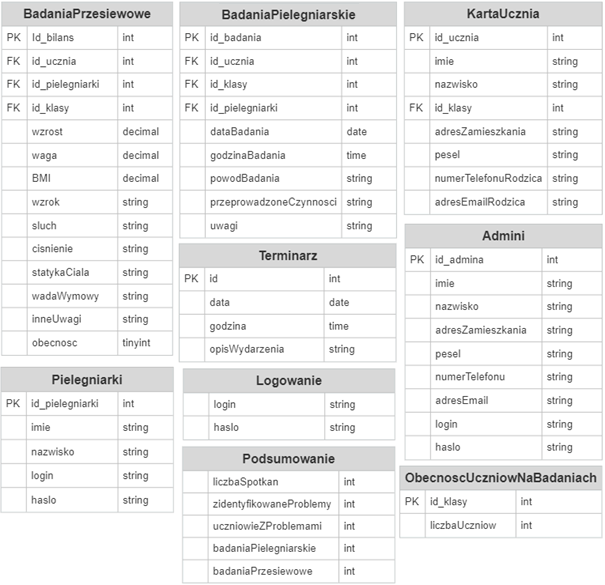 BadaniaPrzesiewowe
PK Id_bilans int
FK id_ucznia int
FK id_pielegniarki int
FK id_klasy int
wzrost decimal
waga decimal
BMI decimal
wzrok string
sluch string
cisnienie string
statykaCiala string
wadaWymowy string
inneUwagi string
obecnosc tinyint
Pielegniarki
PK id_pielegniarki int
imie string
nazwisko string
login string
haslo string
BadaniaPielegniarskie
PK id_badania int
FK id_ucznia int
FK id_klasy int
FK id_pielegniarki int
dataBadania date
godzinaBadania time
powodBadania string
przeprowadzoneCzynnosci string
uwagi string
Terminarz
PK id int
data date
godzina time
opisWydarzenia string
Logowanie
login string
haslo string
Podsumowanie
liczbaSpotkan int
zidentyfikowaneProblemy int
uczniowieZProblemami int
badaniaPielegniarskie int
badaniaPrzesiewowe int
KartaUcznia
PK id_ucznia int
imie string
nazwisko string
FK id_klasy int
adresZamieszkania string
pesel string
numerTelefonuRodzica string
adresEmailRodzica string
Admini
PK id_admina int
imie string
nazwisko string
adresZamieszkania string
pesel string
numerTelefonu string
adresEmail string
login string
haslo string
ObecnoscUczniowNaBadaniach
PK id_klasy int
liczbaUczniow int